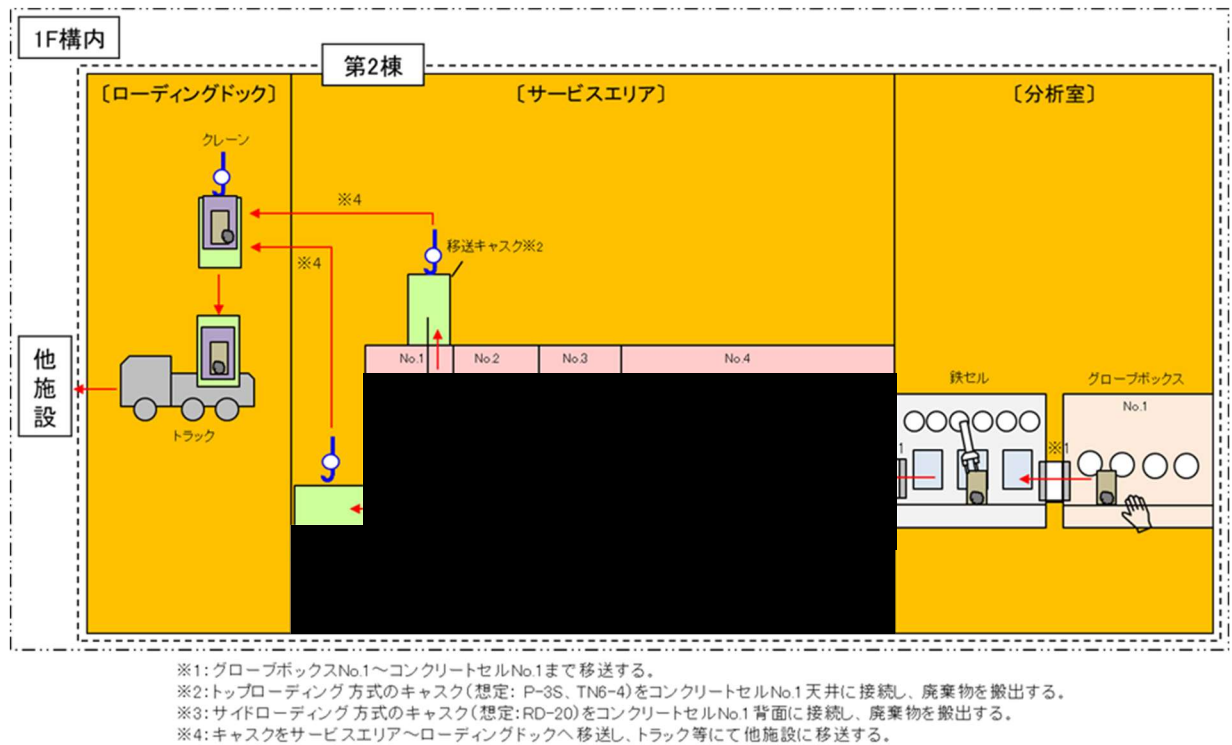 1F構内
第2棟
〔ローディングドック〕
〔サービスエリア〕
〔分析室〕
クレーン
※4
移送キャスク※2
※4
No.1
No.2
No.3
No.4
他施設
鉄セル
グローブボックス
No.1
トラック
1
※1
※1:グローブボックスNo.1～コンクリートセルNo.1まで移送する。
※2:トップローディング方式のキャスク(想定: P-3S、TN6-4)をコンクリートセルNo.1天井に接続し、廃棄物を搬出する。
※3:サイドローディング方式のキャスク(想定:RD-20)をコンクリートセルNo.1背面に接続し、廃棄物を搬出する。
※4:キャスクをサービスエリア～ローディングドックへ移送し、トラック等にて他施設に移送する。